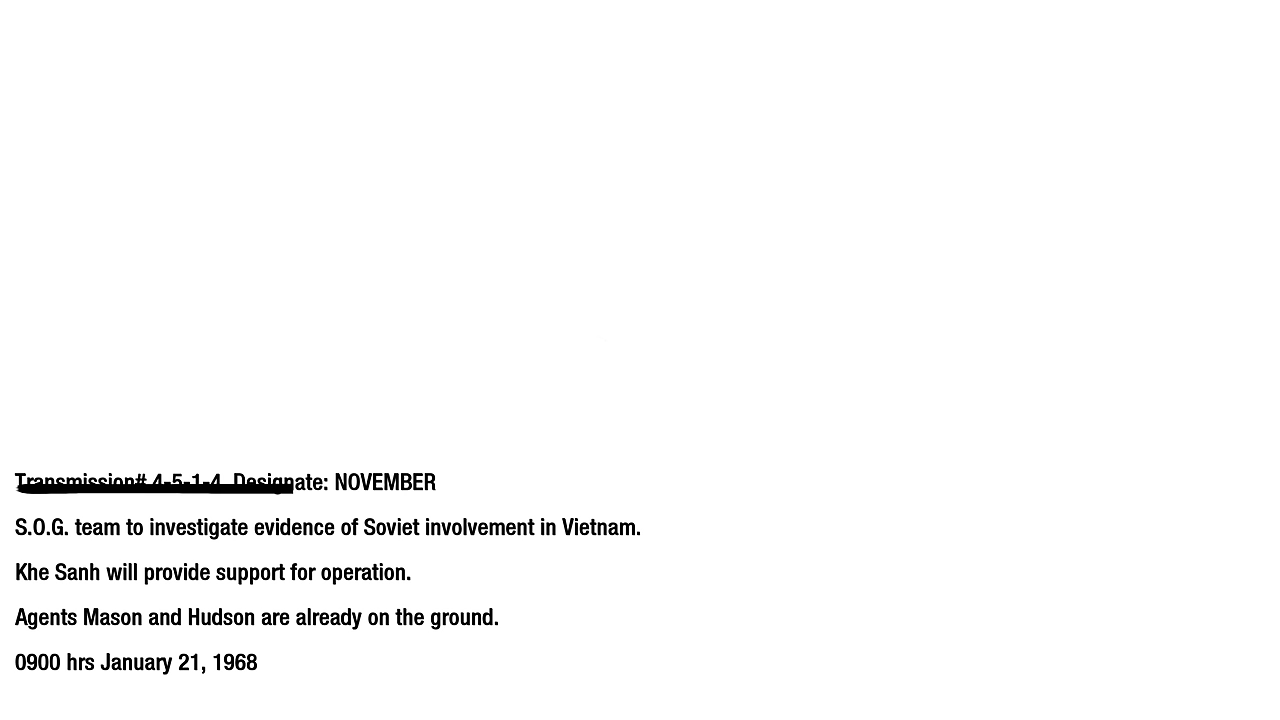 Transmission# 4-5-1-4, Designate: NOVEMBER
S.O.G. team to investigate evidence of Soviet involvement in Vietnam.
Khe Sanh will provide support for operation.
Agents Mason and Hudson are already on the ground.
0900 hrs January 21, 1968